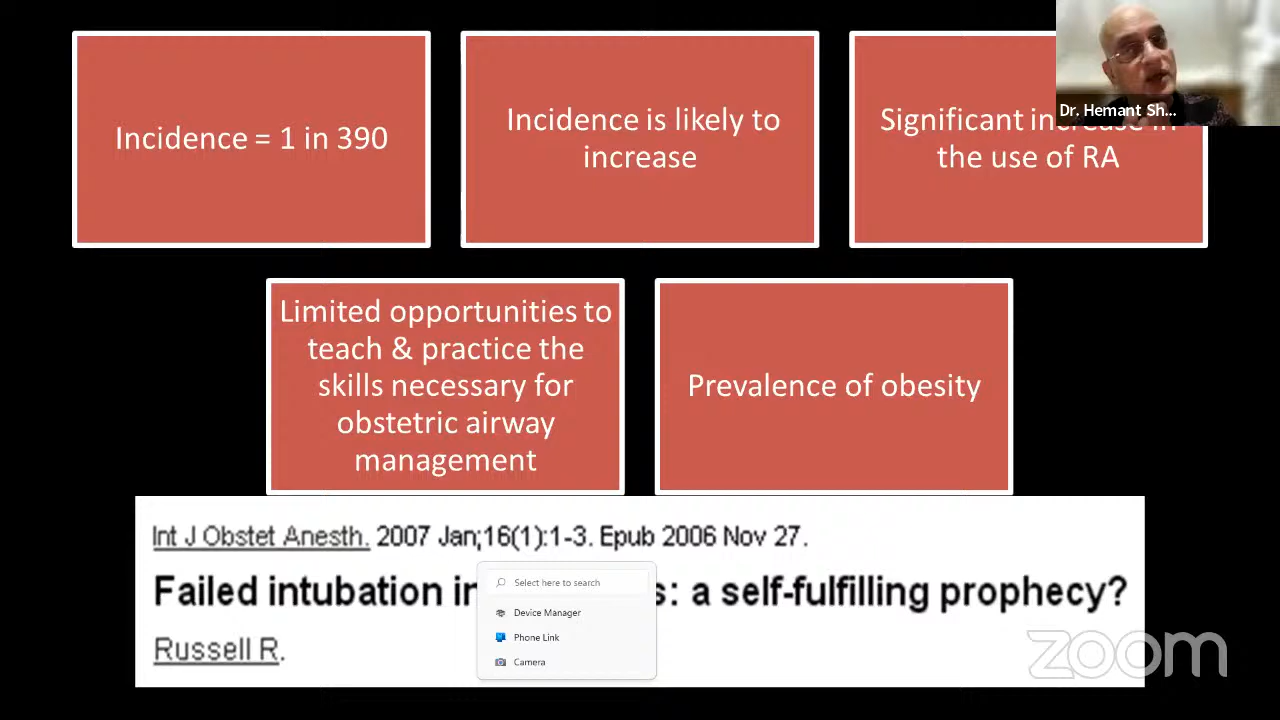 Incidence = 1 in 390
Incidence is likely to
increase
Significant increase in
the use of RA
Dr. Hemant Sh...
Limited opportunities to
teach & practice the
skills necessary for
obstetric airway
management
Prevalence of obesity
Int J Obstet Anesth. 2007 Jan;16(1):1-3. Epub 2006 Nov 27.
Failed intubation in s: a self-fulfilling prophecy?
Russell R.
Select here to search
Device Manager
Phone Link
Camera
zoom